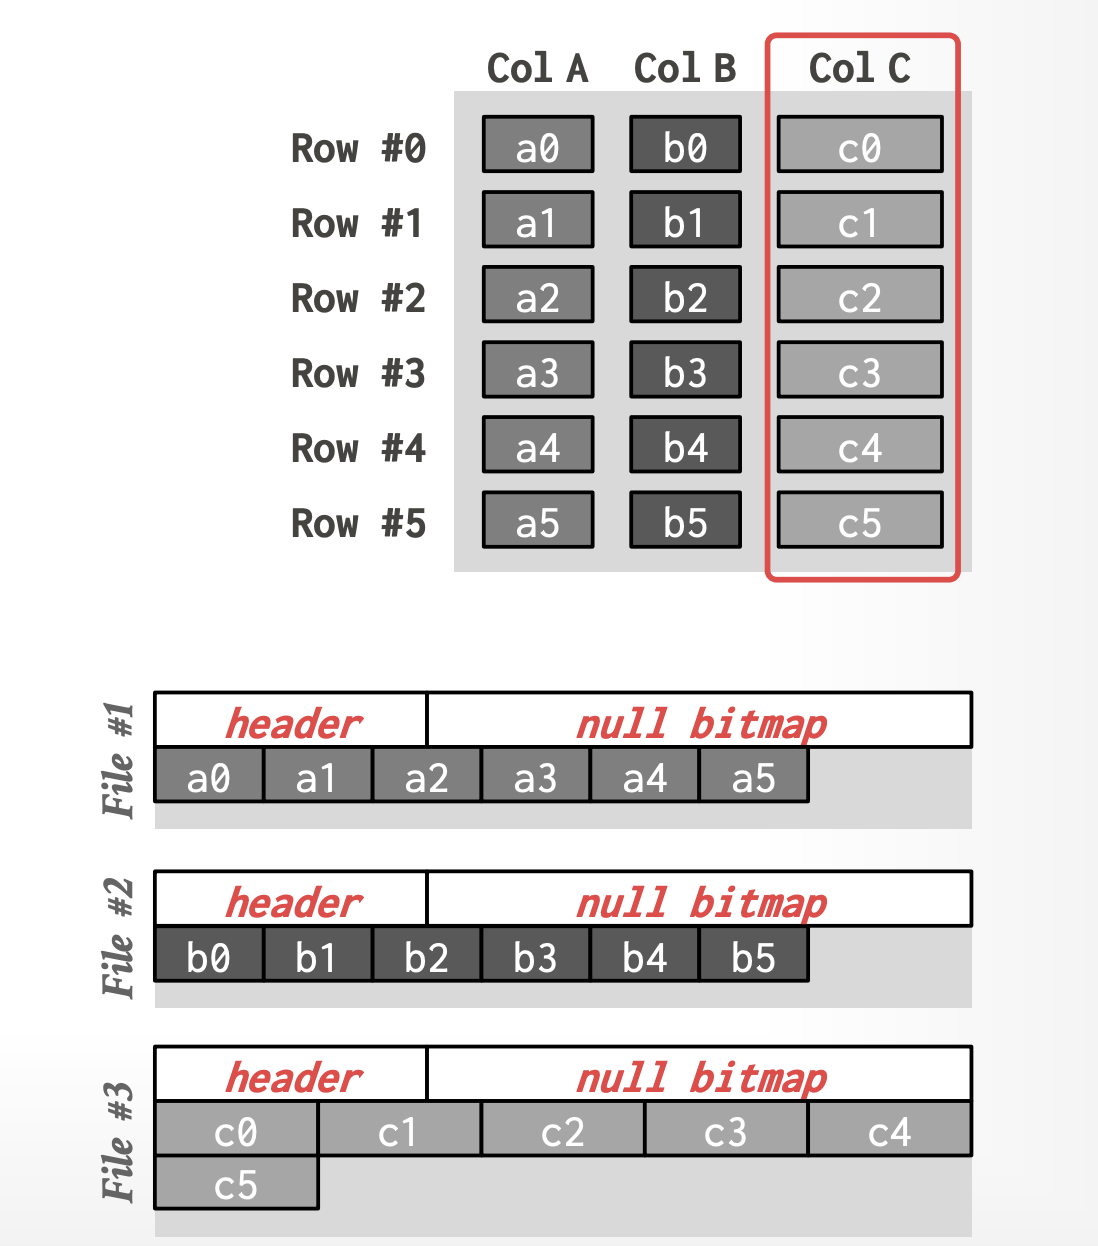 Col A Col B Col C
Row #0 a0 b0 c0
Row #1 a1 b1 c1
Row #2 a2 b2 c2
Row #3 a3 b3 c3
Row #4 a4 b4 c4
Row #5 a5 b5 c5
File #1
header null bitmap
a0 a1 a2 a3 a4 a5
File #2
header null bitmap
b0 b1 b2 b3 b4 b5
File #3
header null bitmap
c0 c1 c2 c3 c4
c5